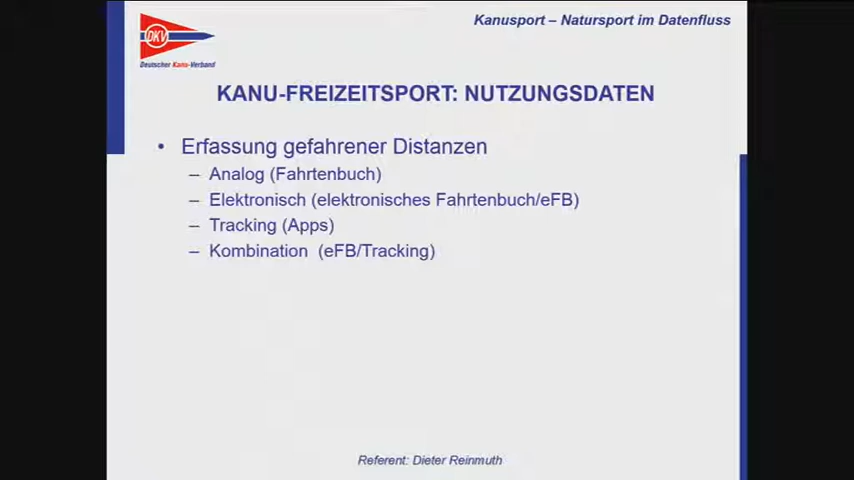 Kanusport – Natursport im Datenfluss
DKV
Deutscher Kanu-Verband
KANU-FREIZEITSPORT: NUTZUNGSDATEN
• Erfassung gefahrener Distanzen
– Analog (Fahrtenbuch)
– Elektronisch (elektronisches Fahrtenbuch/eFB)
– Tracking (Apps)
– Kombination (eFB/Tracking)
Referent: Dieter Reinmuth